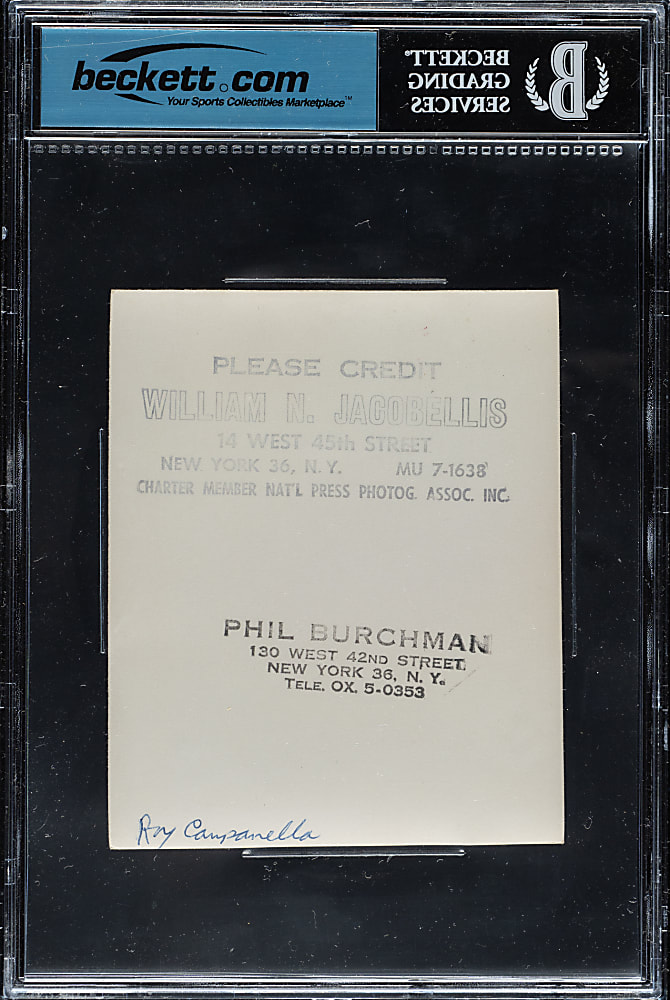 beckett.com
Your Sports Collectibles Marketplace™
BECKETT®
GRADING
SERVICES
B
PLEASE CREDIT
WILLIAM N. JACOBELLIS
14 WEST 45th STREET
NEW YORK 36, N.Y. MU 7-1638
CHARTER MEMBER NAT'L PRESS PHOTOG. ASSOC. INC.
PHIL BURCHMAN
130 WEST 42ND STREET
NEW YORK 36, N. Y.
TELE. OX. 5-0353
Roy Campanella